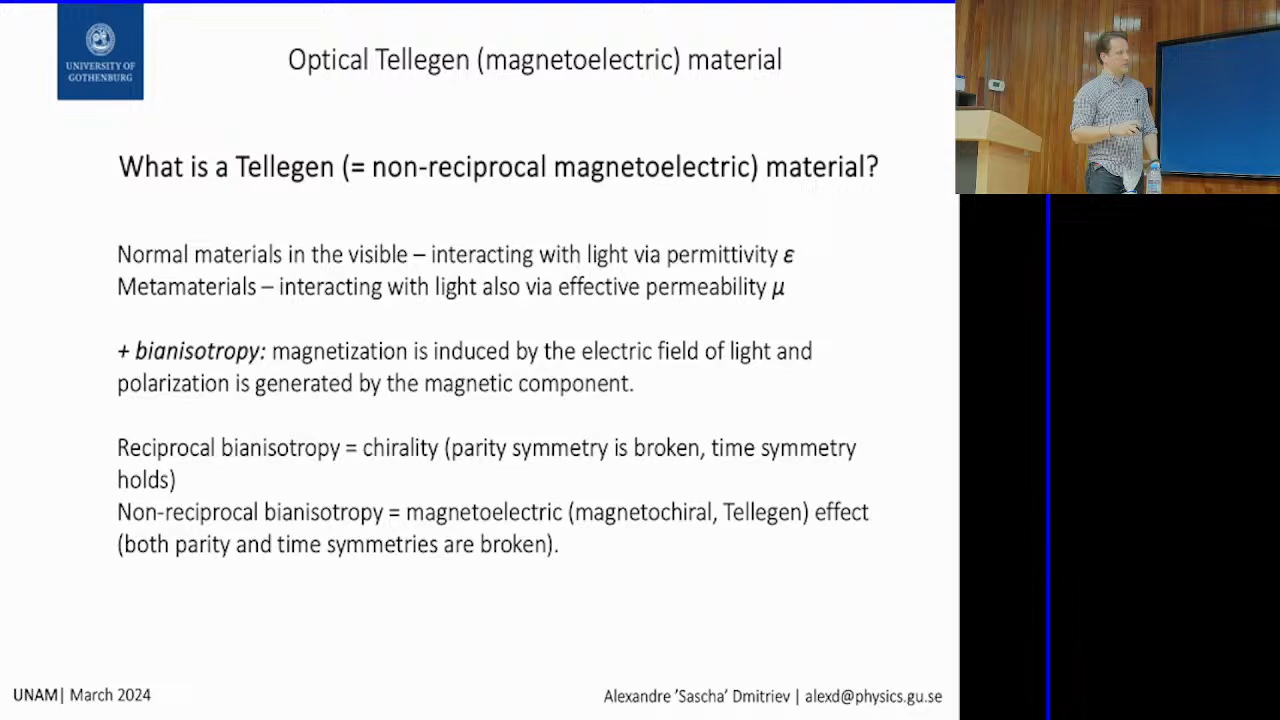 UNIVERSITY OF
GOTHENBURG
Optical Tellegen (magnetoelectric) material
What is a Tellegen (= non-reciprocal magnetoelectric) material?
Normal materials in the visible – interacting with light via permittivity ε
Metamaterials – interacting with light also via effective permeability μ
+ bianisotropy: magnetization is induced by the electric field of light and
polarization is generated by the magnetic component.
Reciprocal bianisotropy = chirality (parity symmetry is broken, time symmetry
holds)
Non-reciprocal bianisotropy = magnetoelectric (magnetochiral, Tellegen) effect
(both parity and time symmetries are broken).
UNAM| March 2024
Alexandre ’Sascha’ Dmitriev | alexd@physics.gu.se